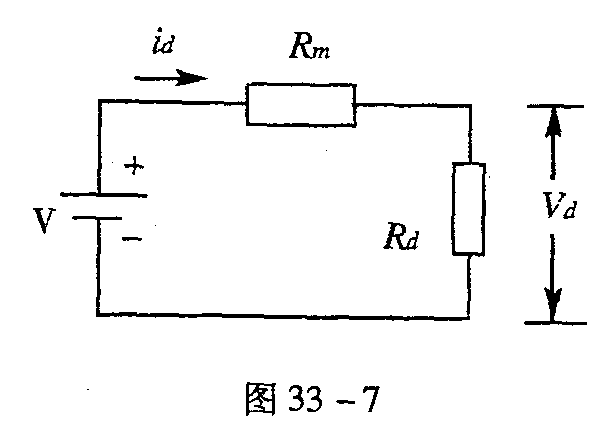 id
Rm
+
V
−
Rd
Vd
图 33 - 7